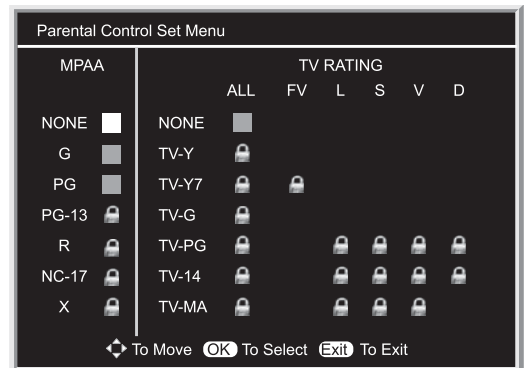 Parental Control Set Menu
MPAA TV RATING
ALL FV L S V D
NONE NONE
G TV-Y
PG TV-Y7
PG-13 TV-G
R TV-PG
NC-17 TV-14
X TV-MA
To Move OK To Select Exit To Exit